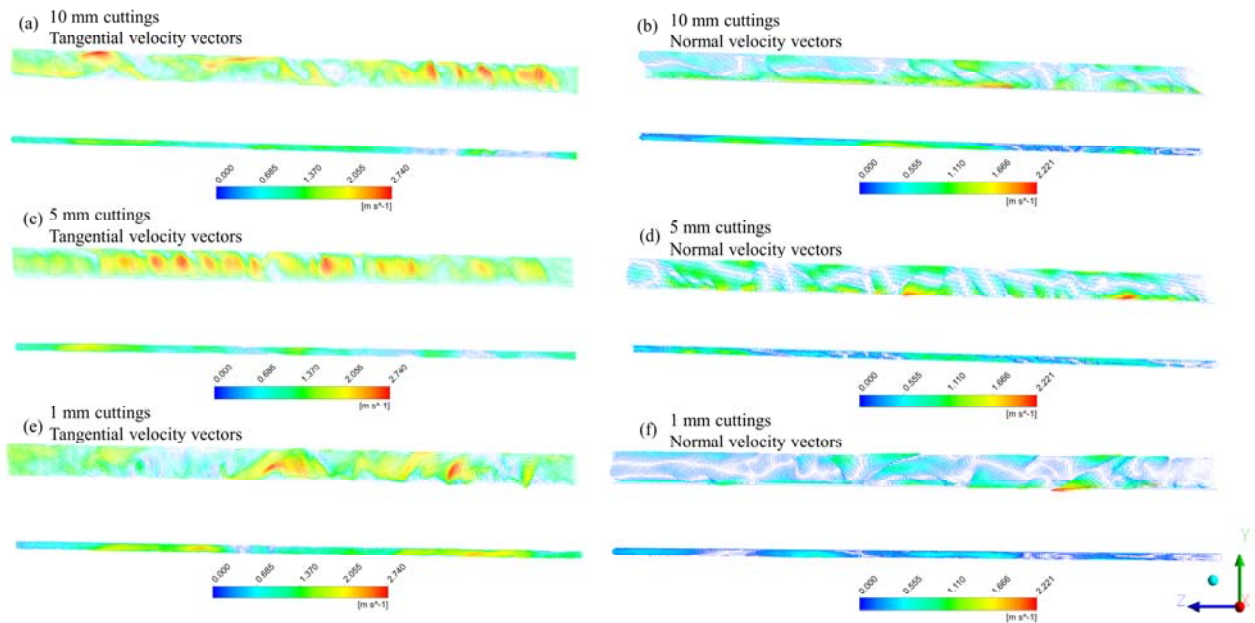 (a) 10 mm cuttings
Tangential velocity vectors
0.000 0.685 1.370 2.055 2.740
[m s^-1]
(b) 10 mm cuttings
Normal velocity vectors
0.000 0.555 1.110 1.666 2.221
[m s^-1]
(c) 5 mm cuttings
Tangential velocity vectors
0.000 0.686 1.370 2.056 2.740
[m s^-1]
(d) 5 mm cuttings
Normal velocity vectors
0.000 0.555 1.110 1.666 2.221
[m s^-1]
(e) 1 mm cuttings
Tangential velocity vectors
0.000 0.685 1.370 2.055 2.740
[m s^-1]
(f) 1 mm cuttings
Normal velocity vectors
0.000 0.555 1.110 1.666 2.221
[m s^-1]
Y
Z X